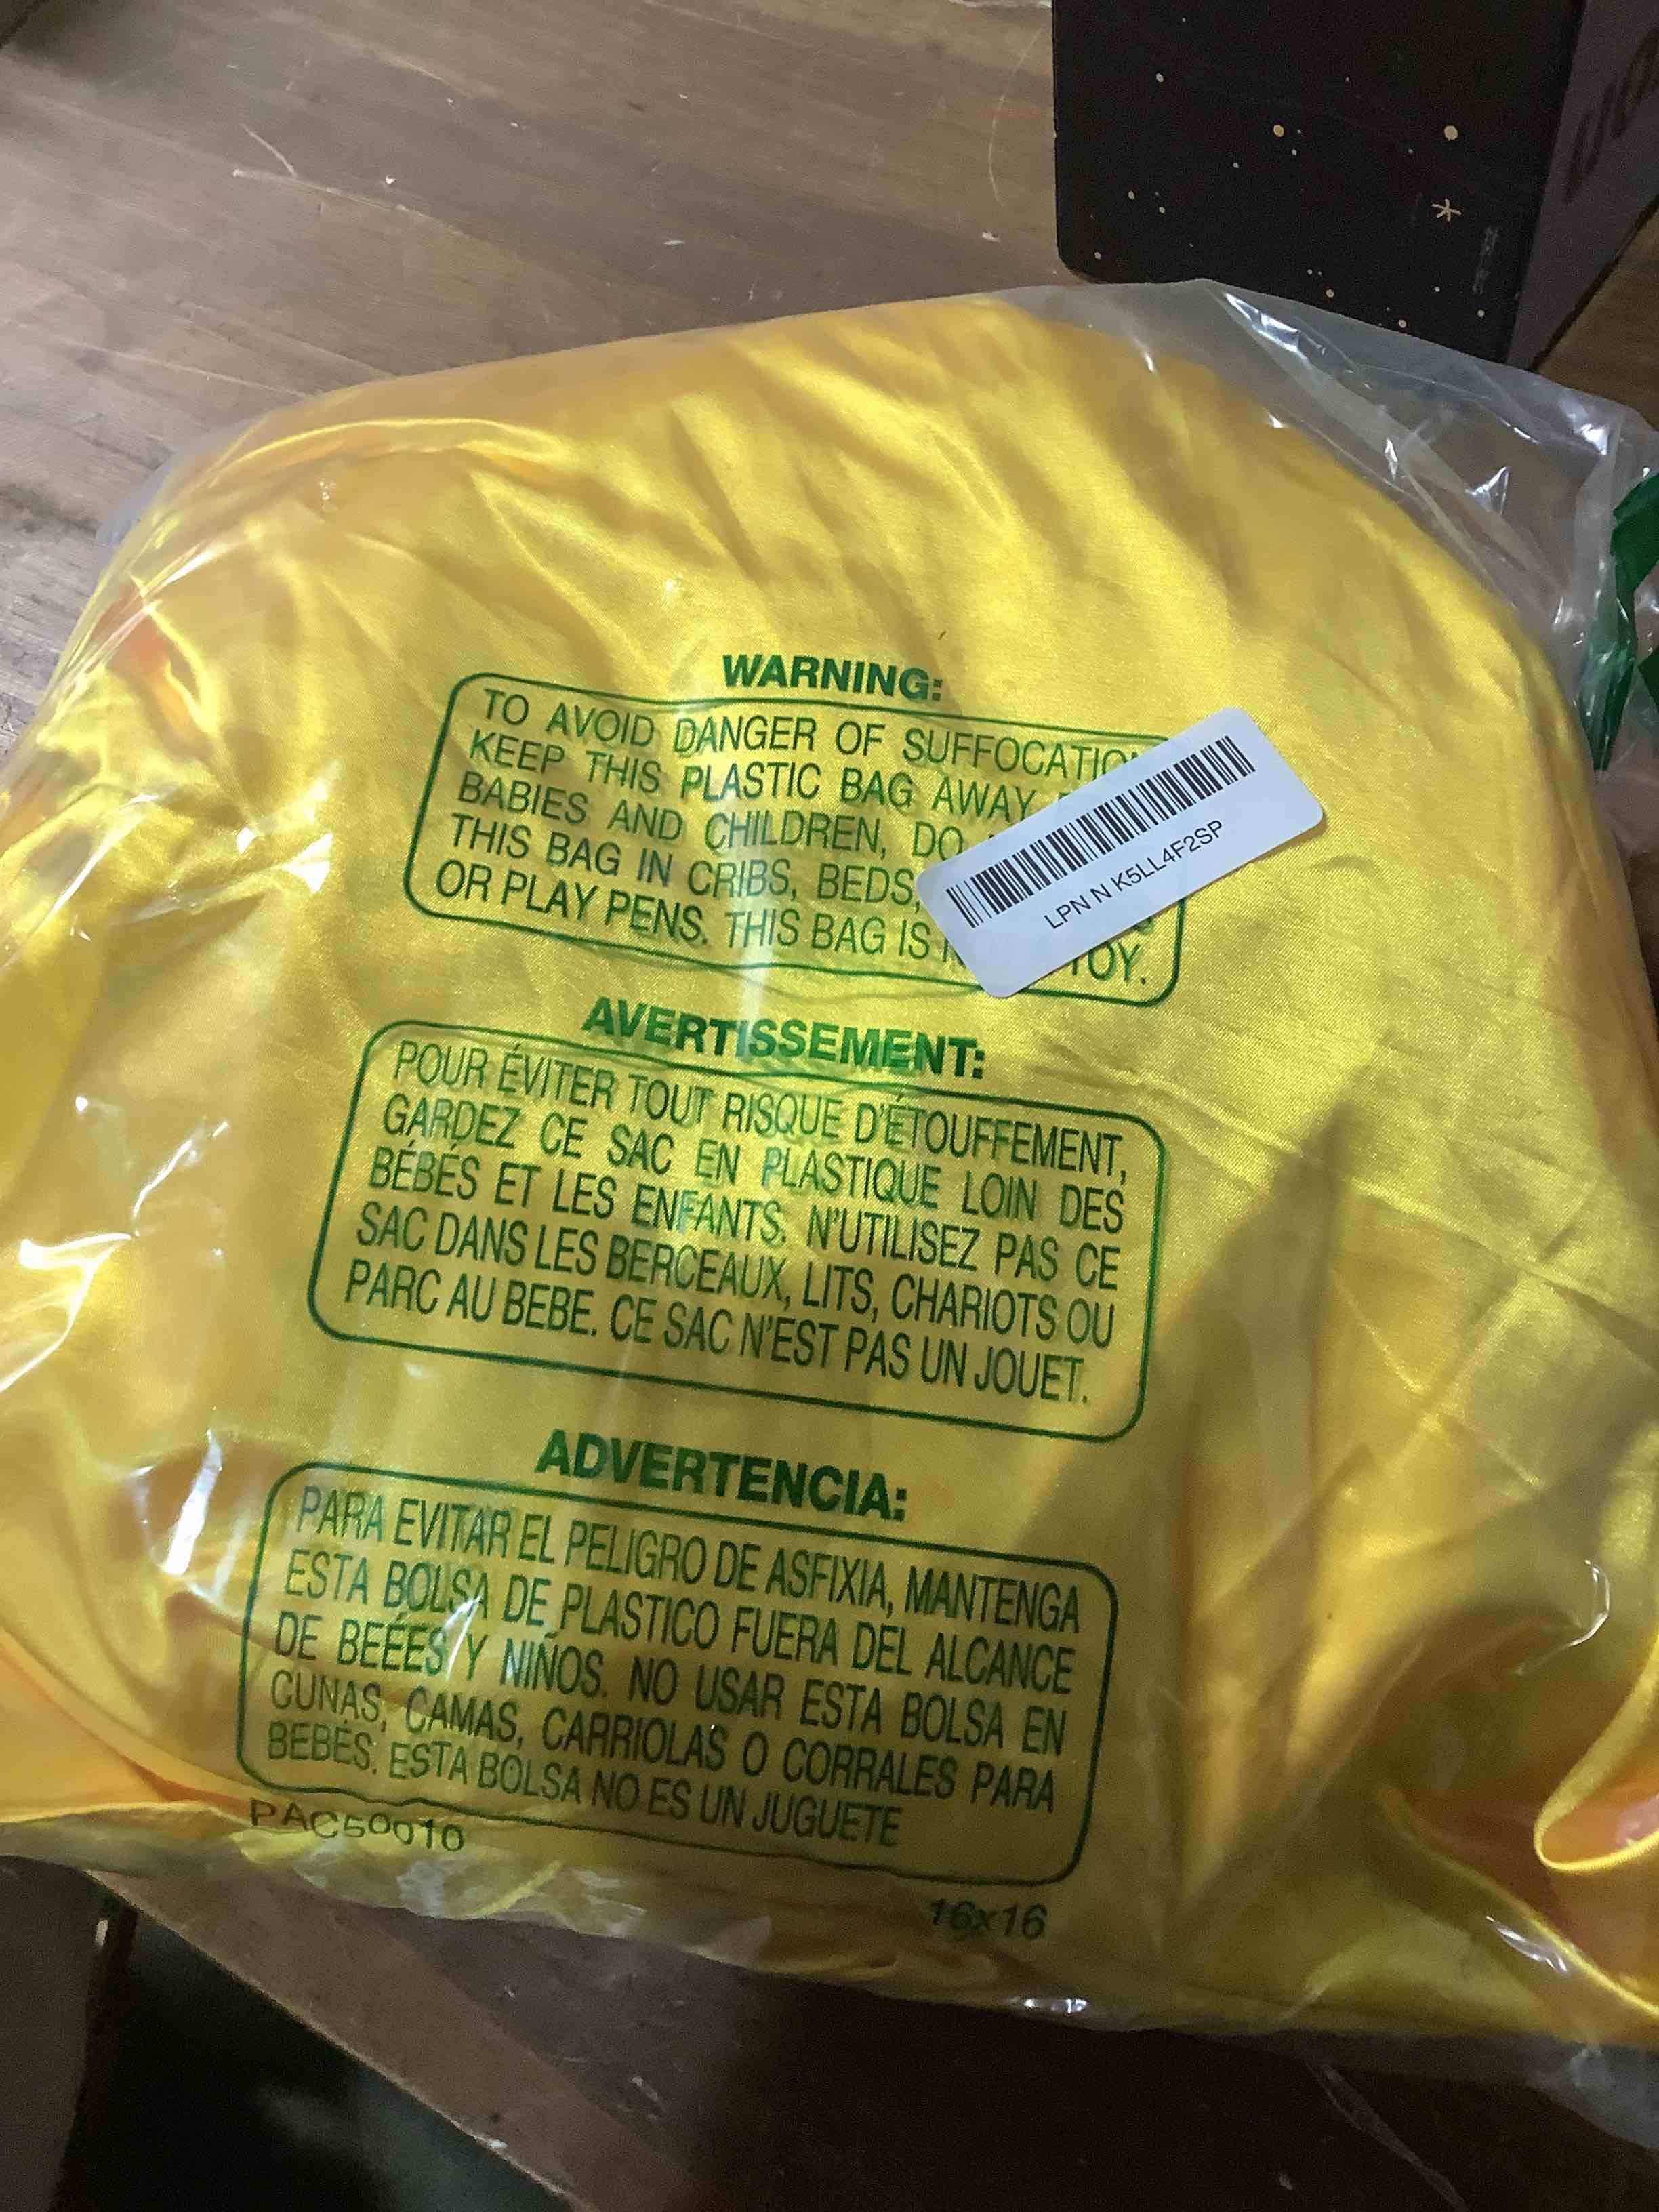 WARNING:
TO AVOID DANGER OF
KEEP THIS PLASTIC BAG AWAY
BABIES AND CHILDREN, DO
THIS BAG IN CRIBS, BEDS,
OR PLAY PENS. THIS BAG IS TOY.
LPN N K5LL4F2SP
AVERTISSEMENT:
POUR ÉVITER TOUT RISQUE D'ÉTOUFFEMENT,
GARDEZ CE SAC EN PLASTIQUE LOIN DES
BÉBÉS ET LES ENFANTS. N'UTILISEZ PAS CE
SAC DANS LES BERCEAUX, LITS, CHARIOTS OU
PARC AU BEBE. CE SAC N'EST PAS UN JOUET.
ADVERTENCIA:
PARA EVITAR EL PELIGRO DE ASFIXIA, MANTENGA
ESTA BOLSA DE PLASTICO FUERA DEL ALCANCE
DE BEÉES Y NIÑOS. NO USAR ESTA BOLSA EN
CUNAS, CAMAS, CARRIOLAS O CORRALES PARA
BEBÉS. ESTA BOLSA NO ES UN JUGUETE
PAC50010
16x16